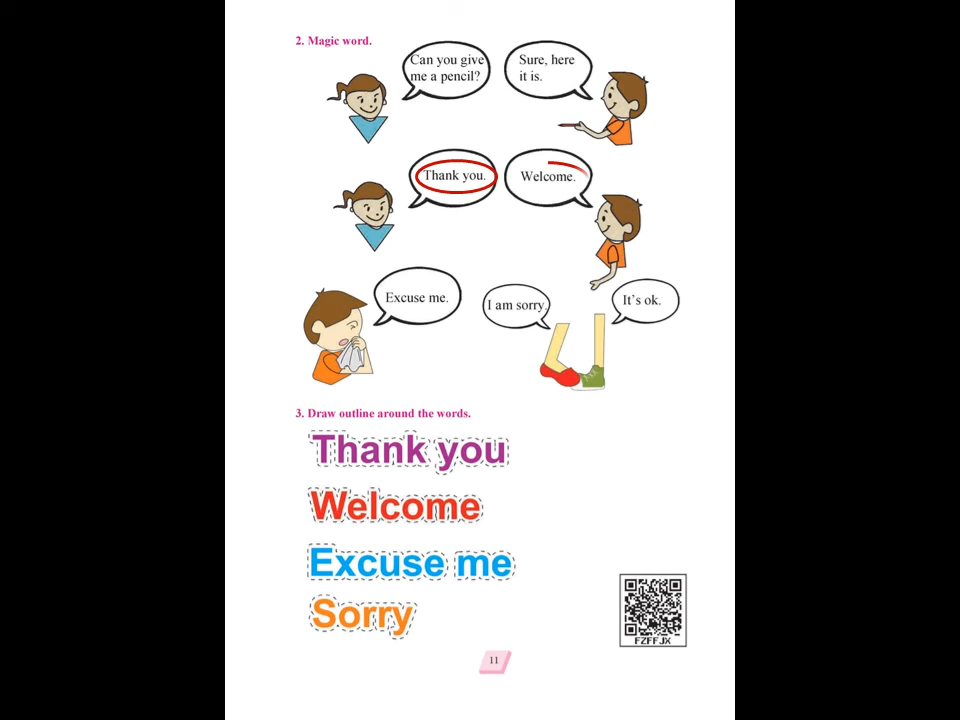 2. Magic word.
Can you give
me a pencil?
Sure, here
it is.
Thank you.
Welcome.
Excuse me.
I am sorry.
It's ok.
3. Draw outline around the words.
Thank you
Welcome
Excuse me
Sorry
FZFFJX
11